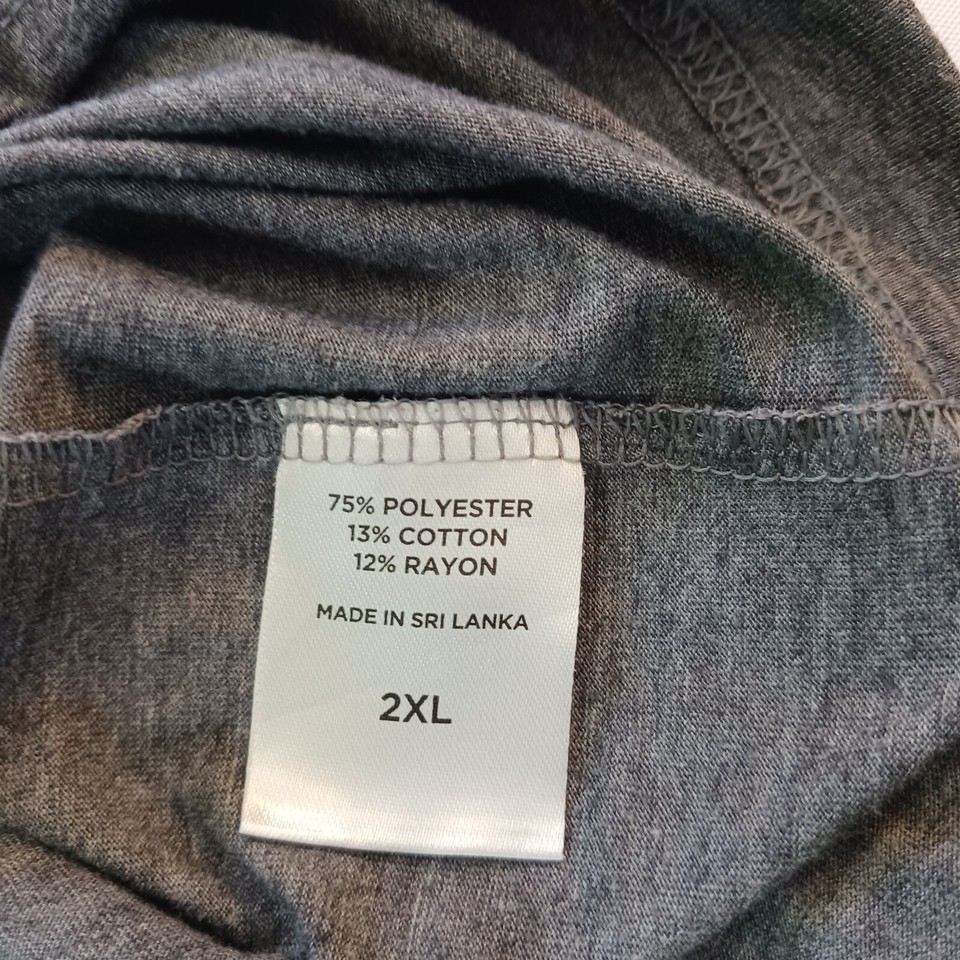 75% POLYESTER
13% COTTON
12% RAYON
MADE IN SRI LANKA
2XL